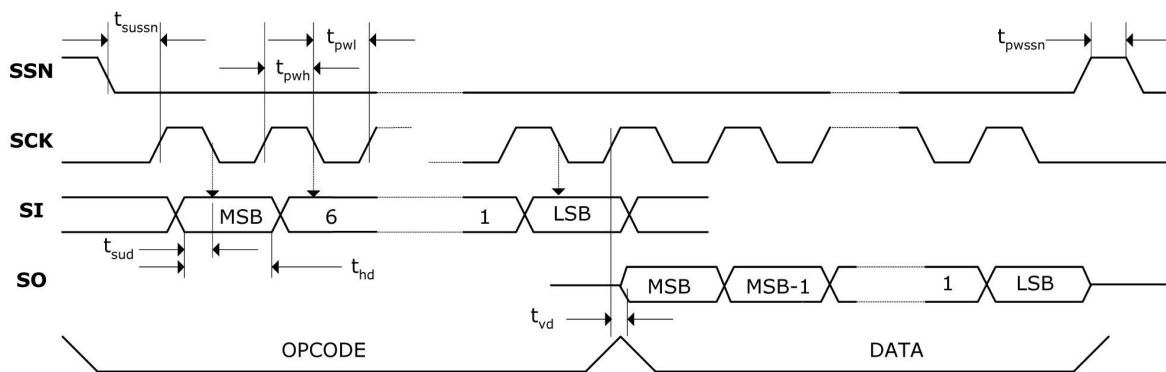 tsussn
tpwl
tpwssn
SSN
tpwh
SCK
SI MSB 6 1 LSB
tsud
thd
SO MSB MSB-1 1 LSB
tvd
OPCODE DATA